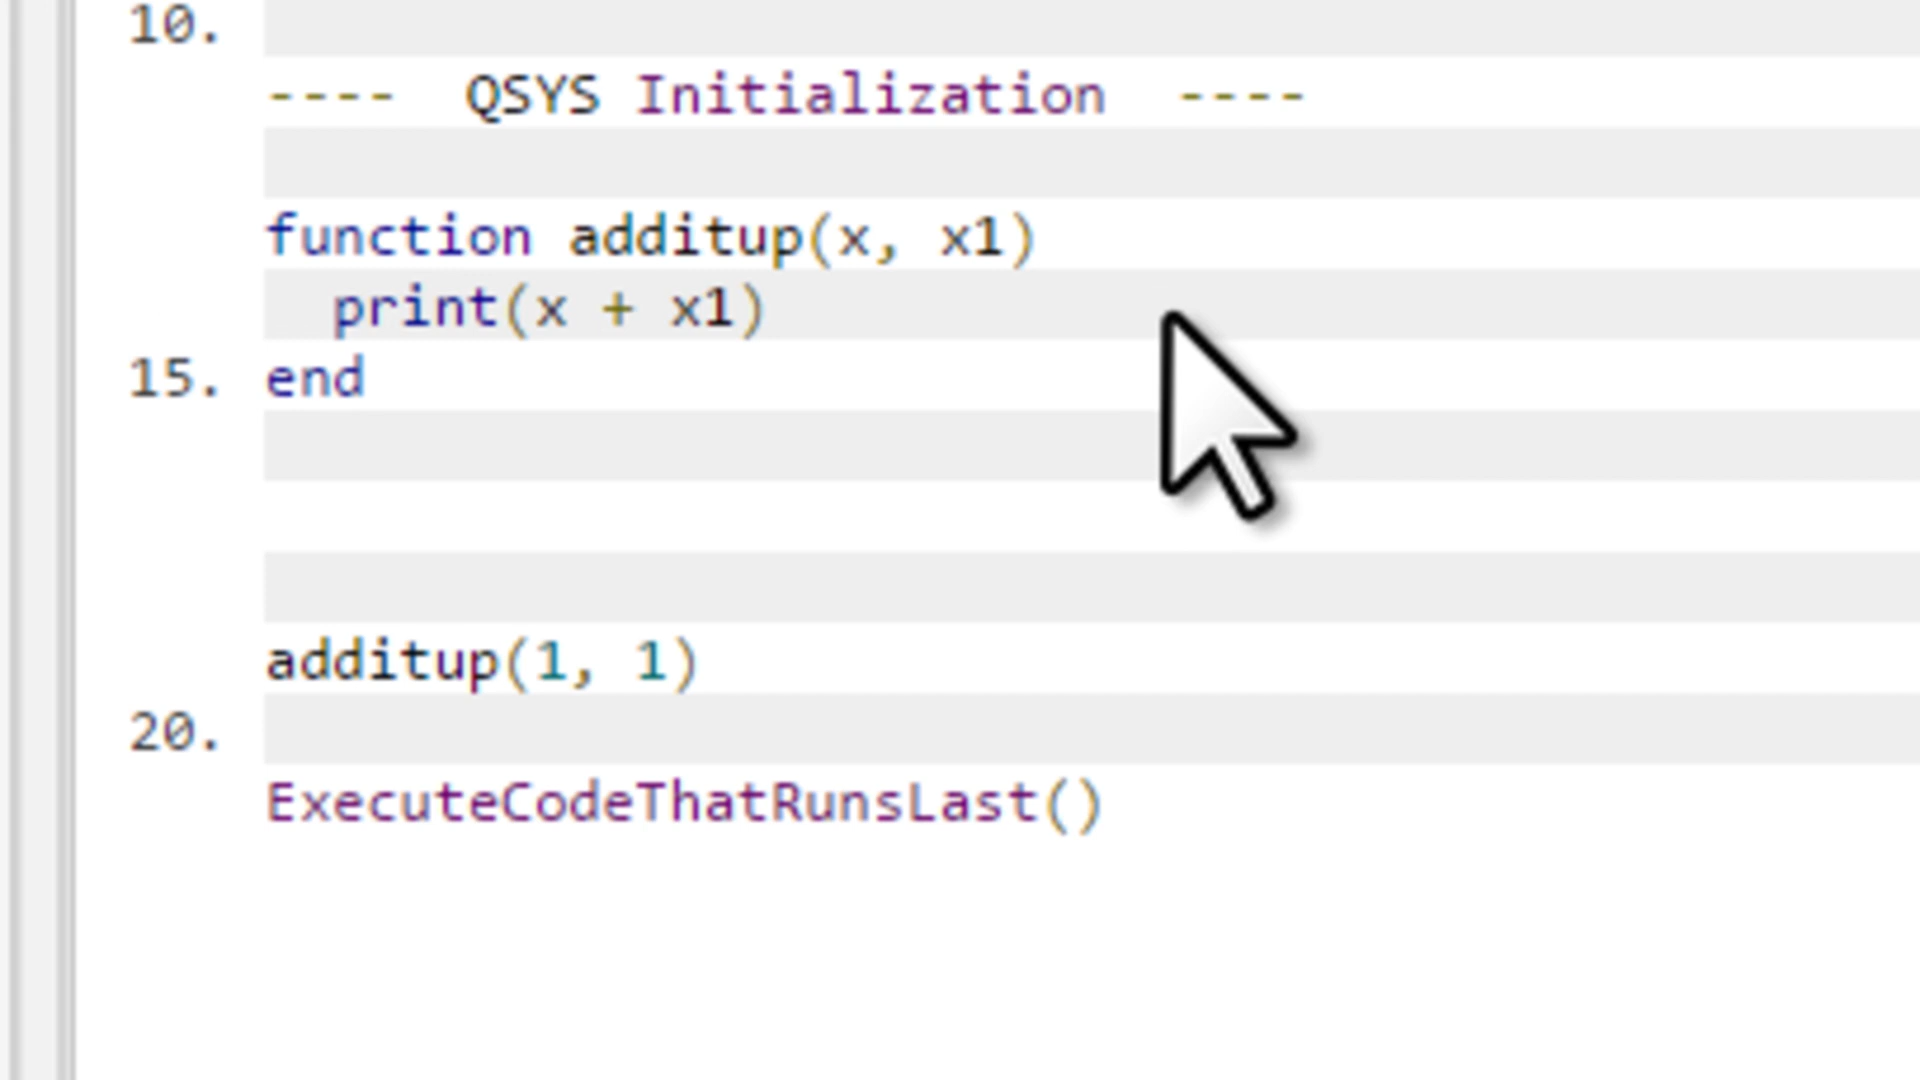 10.
----  QSYS Initialization  ----
function additup(x, x1)
  print(x + x1)
15. end
additup(1, 1)
20.
ExecuteCodeThatRunsLast()